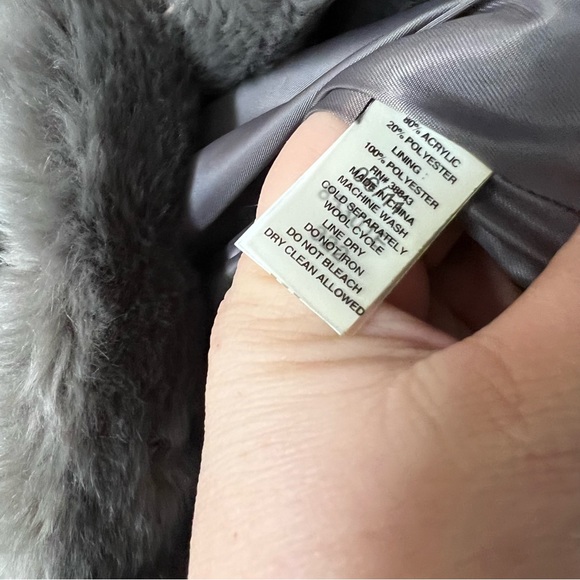 80% ACRYLIC
20% POLYESTER
LINING :
100% POLYESTER
RN# 38843
MADE IN CHINA
MACHINE WASH
COLD SEPARATELY
WOOL CYCLE
LINE DRY
DO NOT IRON
DO NOT BLEACH
DRY CLEAN ALLOWED